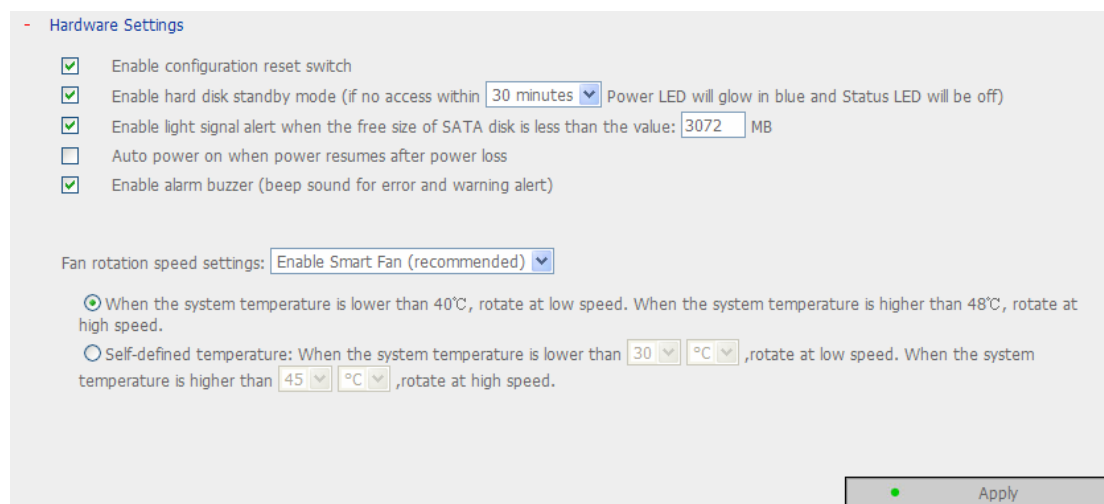 - Hardware Settings
Enable configuration reset switch
Enable hard disk standby mode (if no access within 30 minutes Power LED will glow in blue and Status LED will be off)
Enable light signal alert when the free size of SATA disk is less than the value: 3072 MB
Auto power on when power resumes after power loss
Enable alarm buzzer (beep sound for error and warning alert)
Fan rotation speed settings: Enable Smart Fan (recommended)
When the system temperature is lower than 40℃, rotate at low speed. When the system temperature is higher than 48℃, rotate at
high speed.
Self-defined temperature: When the system temperature is lower than 30 °C ,rotate at low speed. When the system
temperature is higher than 45 °C ,rotate at high speed.
Apply